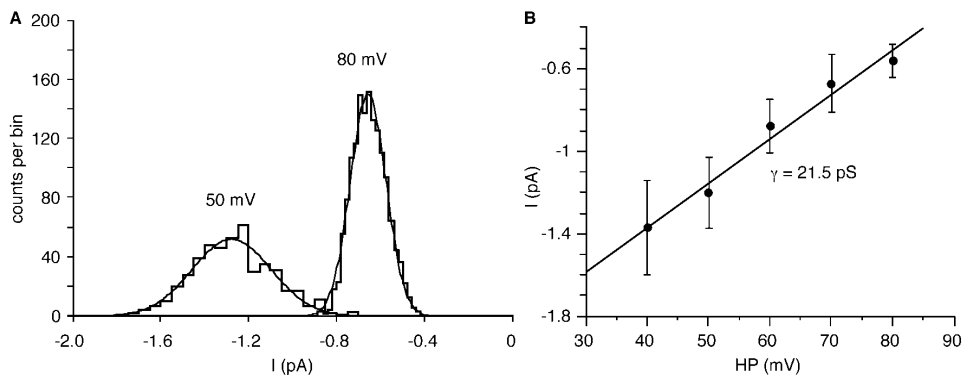 A
200
160
120
80
40
0
counts per bin
50 mV
80 mV
-2.0 -1.6 -1.2 -0.8 -0.4 0
I (pA)
B
-0.6
-1
-1.4
-1.8
I (pA)
γ = 21.5 pS
30 40 50 60 70 80 90
HP (mV)